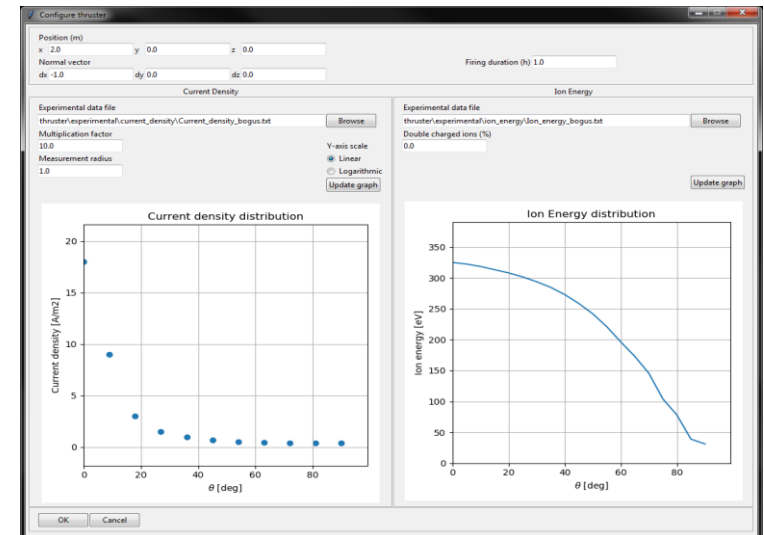 Configure thruster
Position (m)
x 2.0 y 0.0 z 0.0
Normal vector
Firing duration (h) 1.0
dx -1.0 dy 0.0 dz 0.0
Current Density
Experimental data file
thruster\experimental\current_density\Current_density_bogus.txt Browse
Multiplication factor
10.0
Y-axis scale
Measurement radius
Linear
1.0
Logarithmic
Update graph
Current density distribution
Current density [A/m2]
20
15
10
5
0
0 20 40 60 80
θ [deg]
Ion Energy
Experimental data file
thruster\experimental\ion_energy\Ion_energy_bogus.txt Browse
Double charged ions (%)
0.0
Update graph
Ion Energy distribution
Ion energy [eV]
350
300
250
200
150
100
50
0
0 20 40 60 80
θ [deg]
OK Cancel